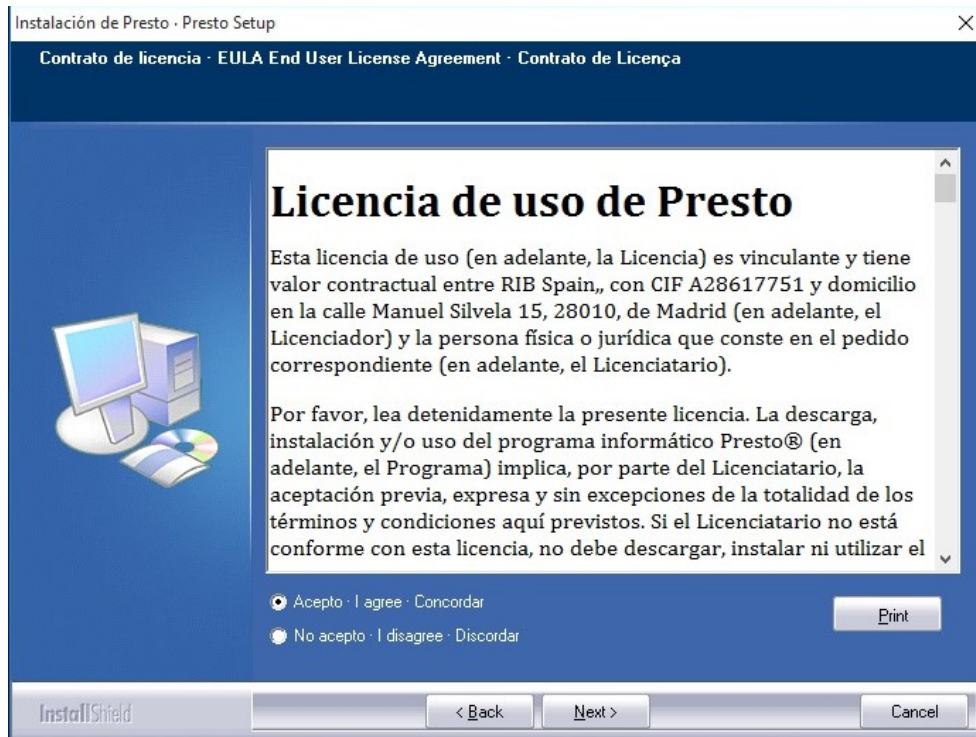 Instalación de Presto · Presto Setup
Contrato de licencia · EULA End User License Agreement · Contrato de Licença
Licencia de uso de Presto
Esta licencia de uso (en adelante, la Licencia) es vinculante y tiene
valor contractual entre RIB Spain,, con CIF A28617751 y domicilio
en la calle Manuel Silvela 15, 28010, de Madrid (en adelante, el
Licenciador) y la persona física o jurídica que conste en el pedido
correspondiente (en adelante, el Licenciatario).
Por favor, lea detenidamente la presente licencia. La descarga,
instalación y/o uso del programa informático Presto® (en
adelante, el Programa) implica, por parte del Licenciatario, la
aceptación previa, expresa y sin excepciones de la totalidad de los
términos y condiciones aquí previstos. Si el Licenciatario no está
conforme con esta licencia, no debe descargar, instalar ni utilizar el
Acepto · I agree · Concordar
No acepto · I disagree · Discordar
Print
InstallShield
< Back
Next >
Cancel